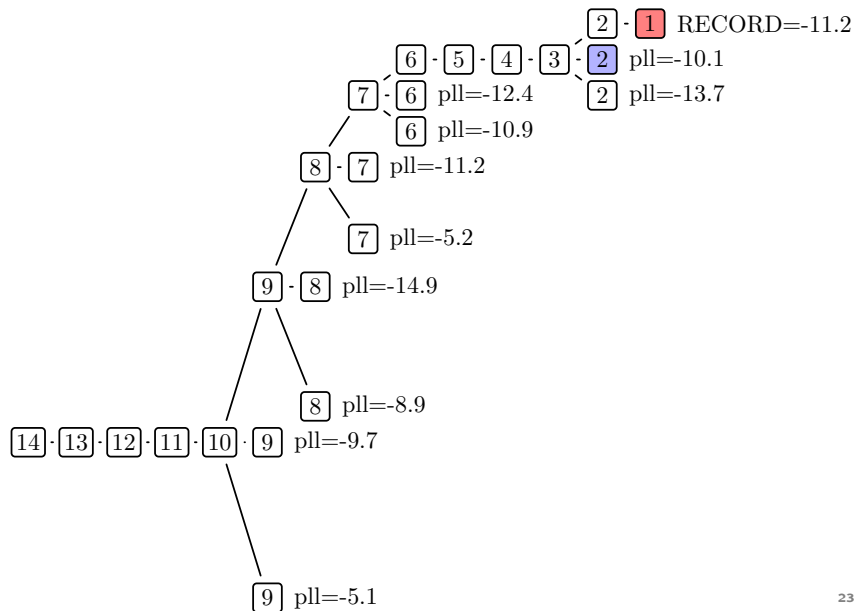 2 1 RECORD=-11.2
6 5 4 3 2 pll=-10.1
7 6 pll=-12.4 2 pll=-13.7
6 pll=-10.9
8 7 pll=-11.2
7 pll=-5.2
9 8 pll=-14.9
8 pll=-8.9
14 13 12 11 10 9 pll=-9.7
9 pll=-5.1
23